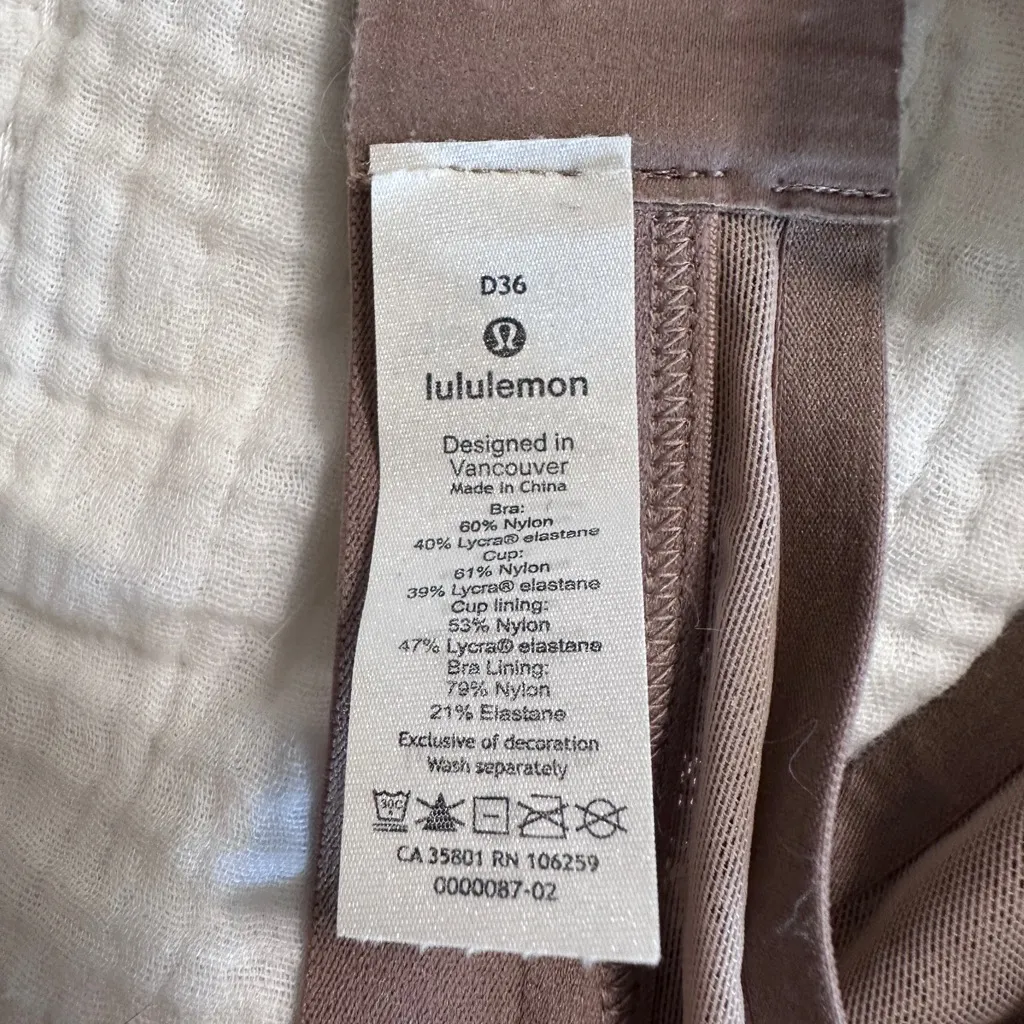 D36
lululemon
Designed in
Vancouver
Made in China
Bra:
60% Nylon
40% Lycra® elastane
Cup:
61% Nylon
39% Lycra® elastane
Cup lining:
53% Nylon
47% Lycra® elastane
Bra Lining:
79% Nylon
21% Elastane
Exclusive of decoration
Wash separately
30C
CA 35801 RN 106259
0000087-02